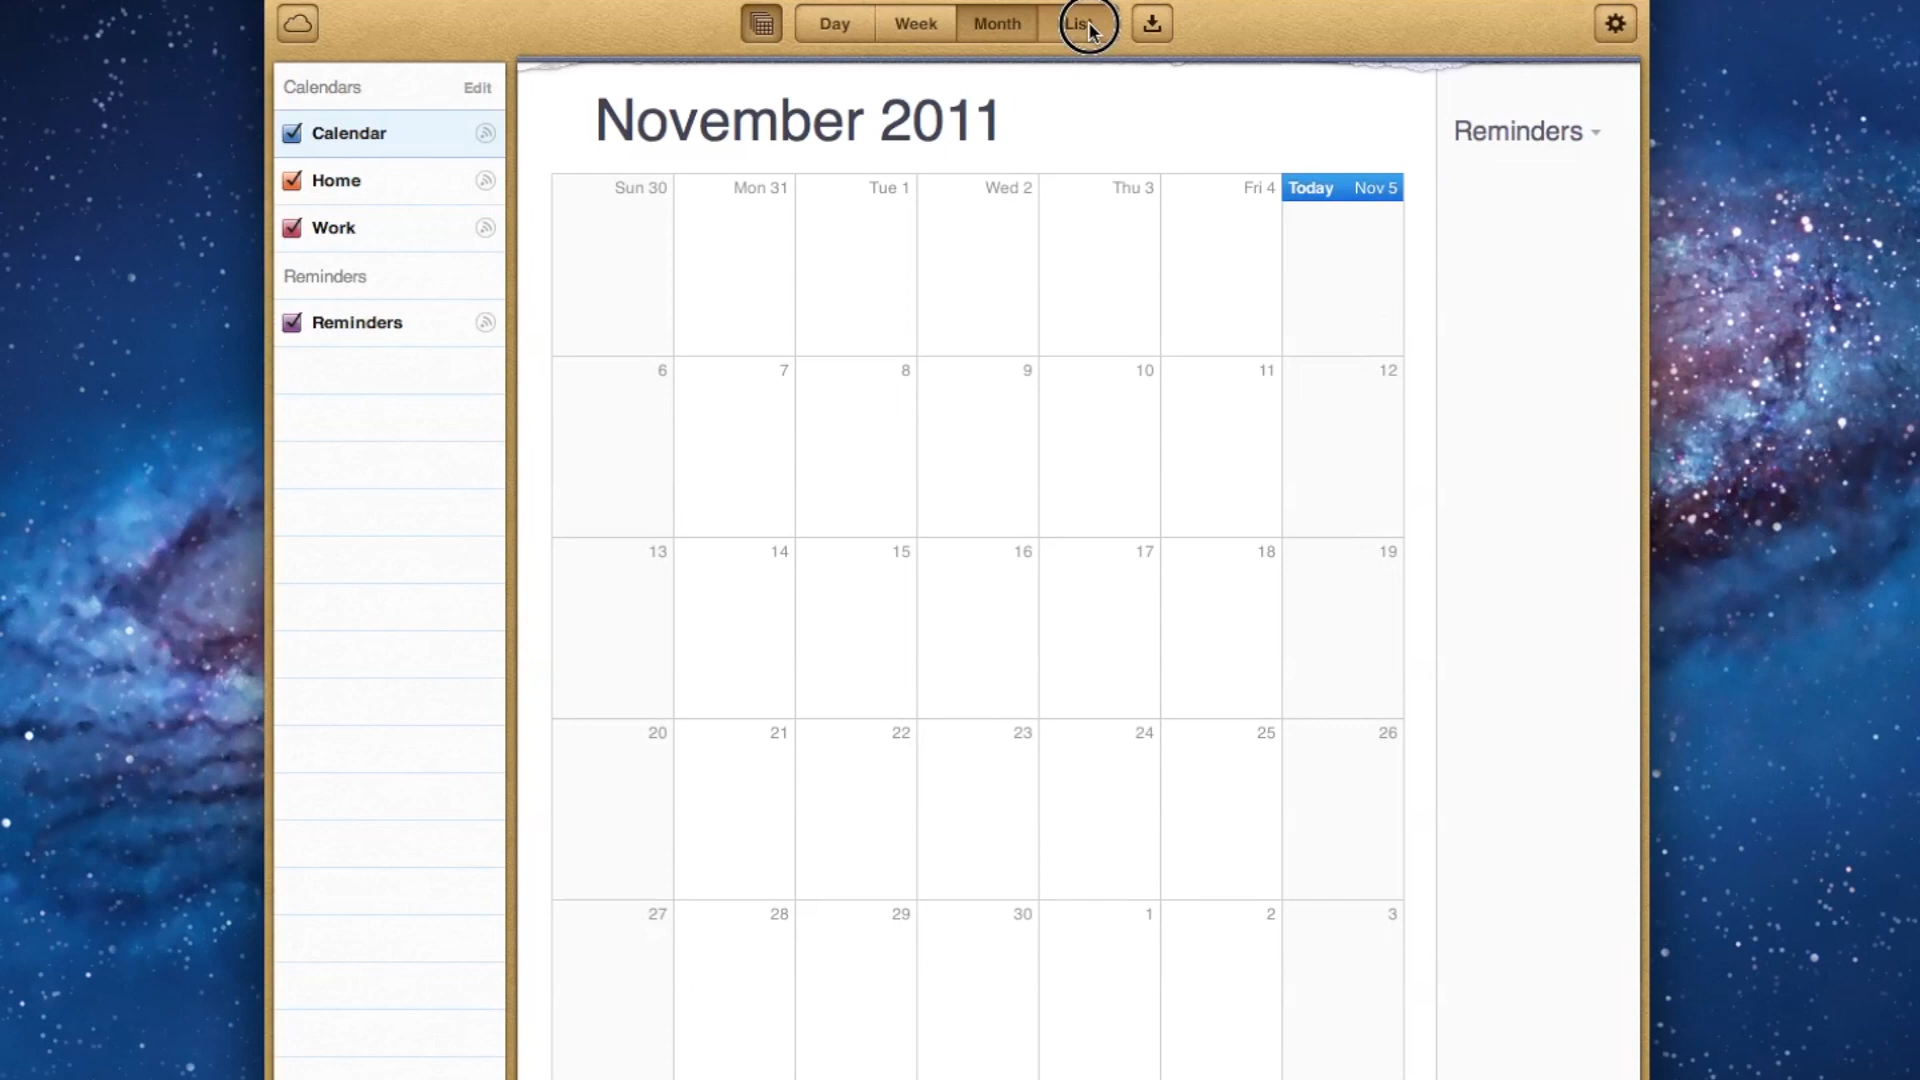 Day Week Month Lis
Calendars Edit
Calendar
Home
Work
Reminders
Reminders
November 2011
Reminders
Sun 30 Mon 31 Tue 1 Wed 2 Thu 3 Fri 4 Today Nov 5
6 7 8 9 10 11 12
13 14 15 16 17 18 19
20 21 22 23 24 25 26
27 28 29 30 1 2 3